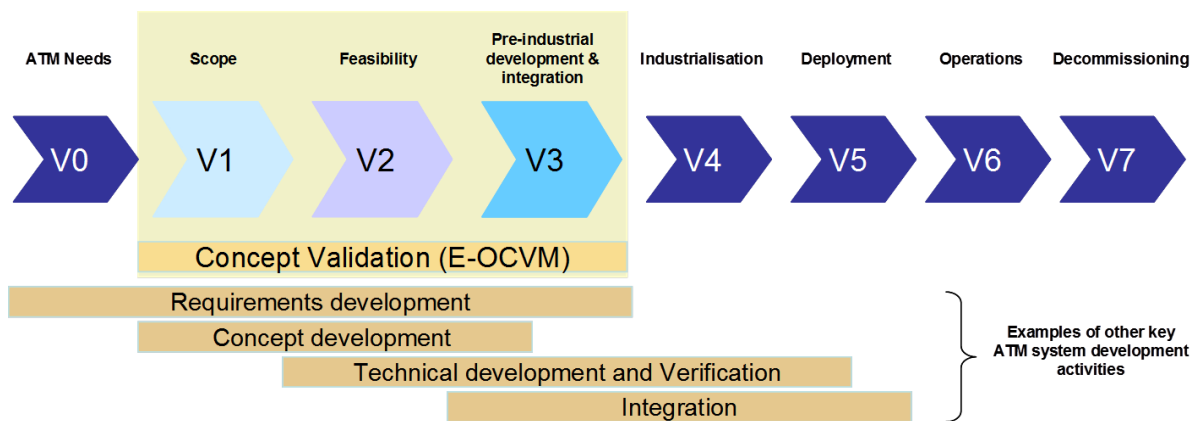 ATM Needs
Scope
Feasibility
Pre-industrial
development &
integration
Industrialisation
Deployment
Operations
Decommissioning
V0
V1
V2
V3
V4
V5
V6
V7
Concept Validation (E-OCVM)
Requirements development
Concept development
Technical development and Verification
Integration
Examples of other key
ATM system development
activities